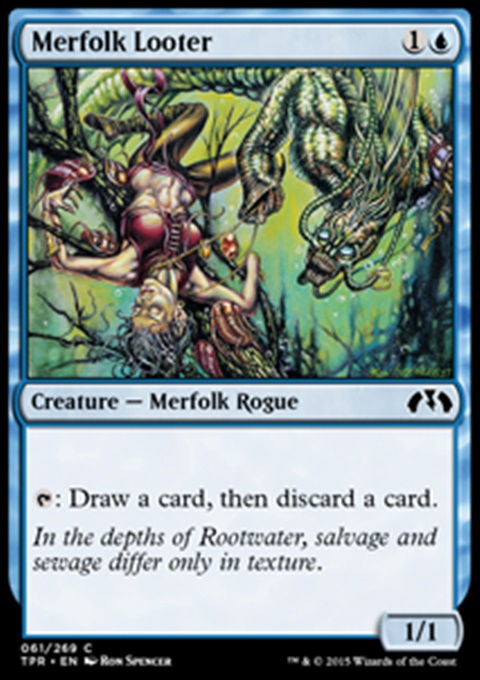 Merfolk Looter 1
Creature — Merfolk Rogue
: Draw a card, then discard a card.
In the depths of Rootwater, salvage and
sewage differ only in texture.
1/1
061/269 C
TPR • EN Ron Spencer
™ & © 2015 Wizards of the Coast